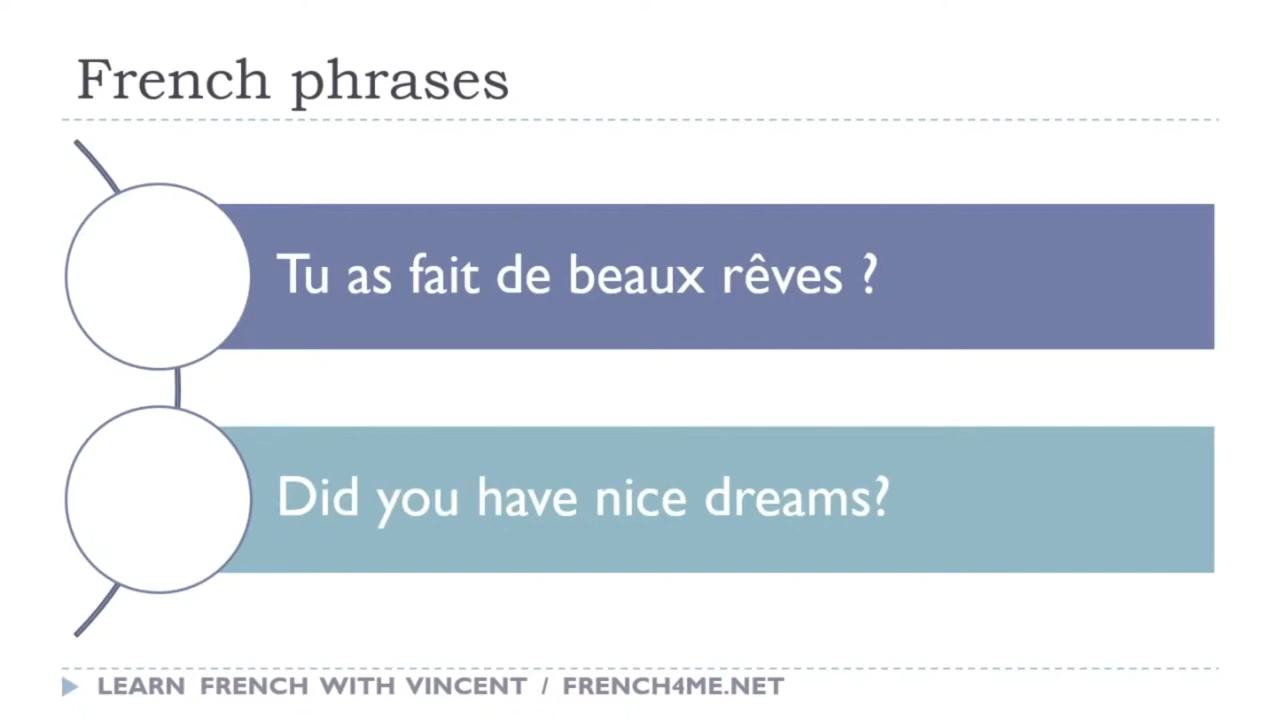 French phrases
Tu as fait de beaux rêves ?
Did you have nice dreams?
LEARN FRENCH WITH VINCENT / FRENCH4ME.NET